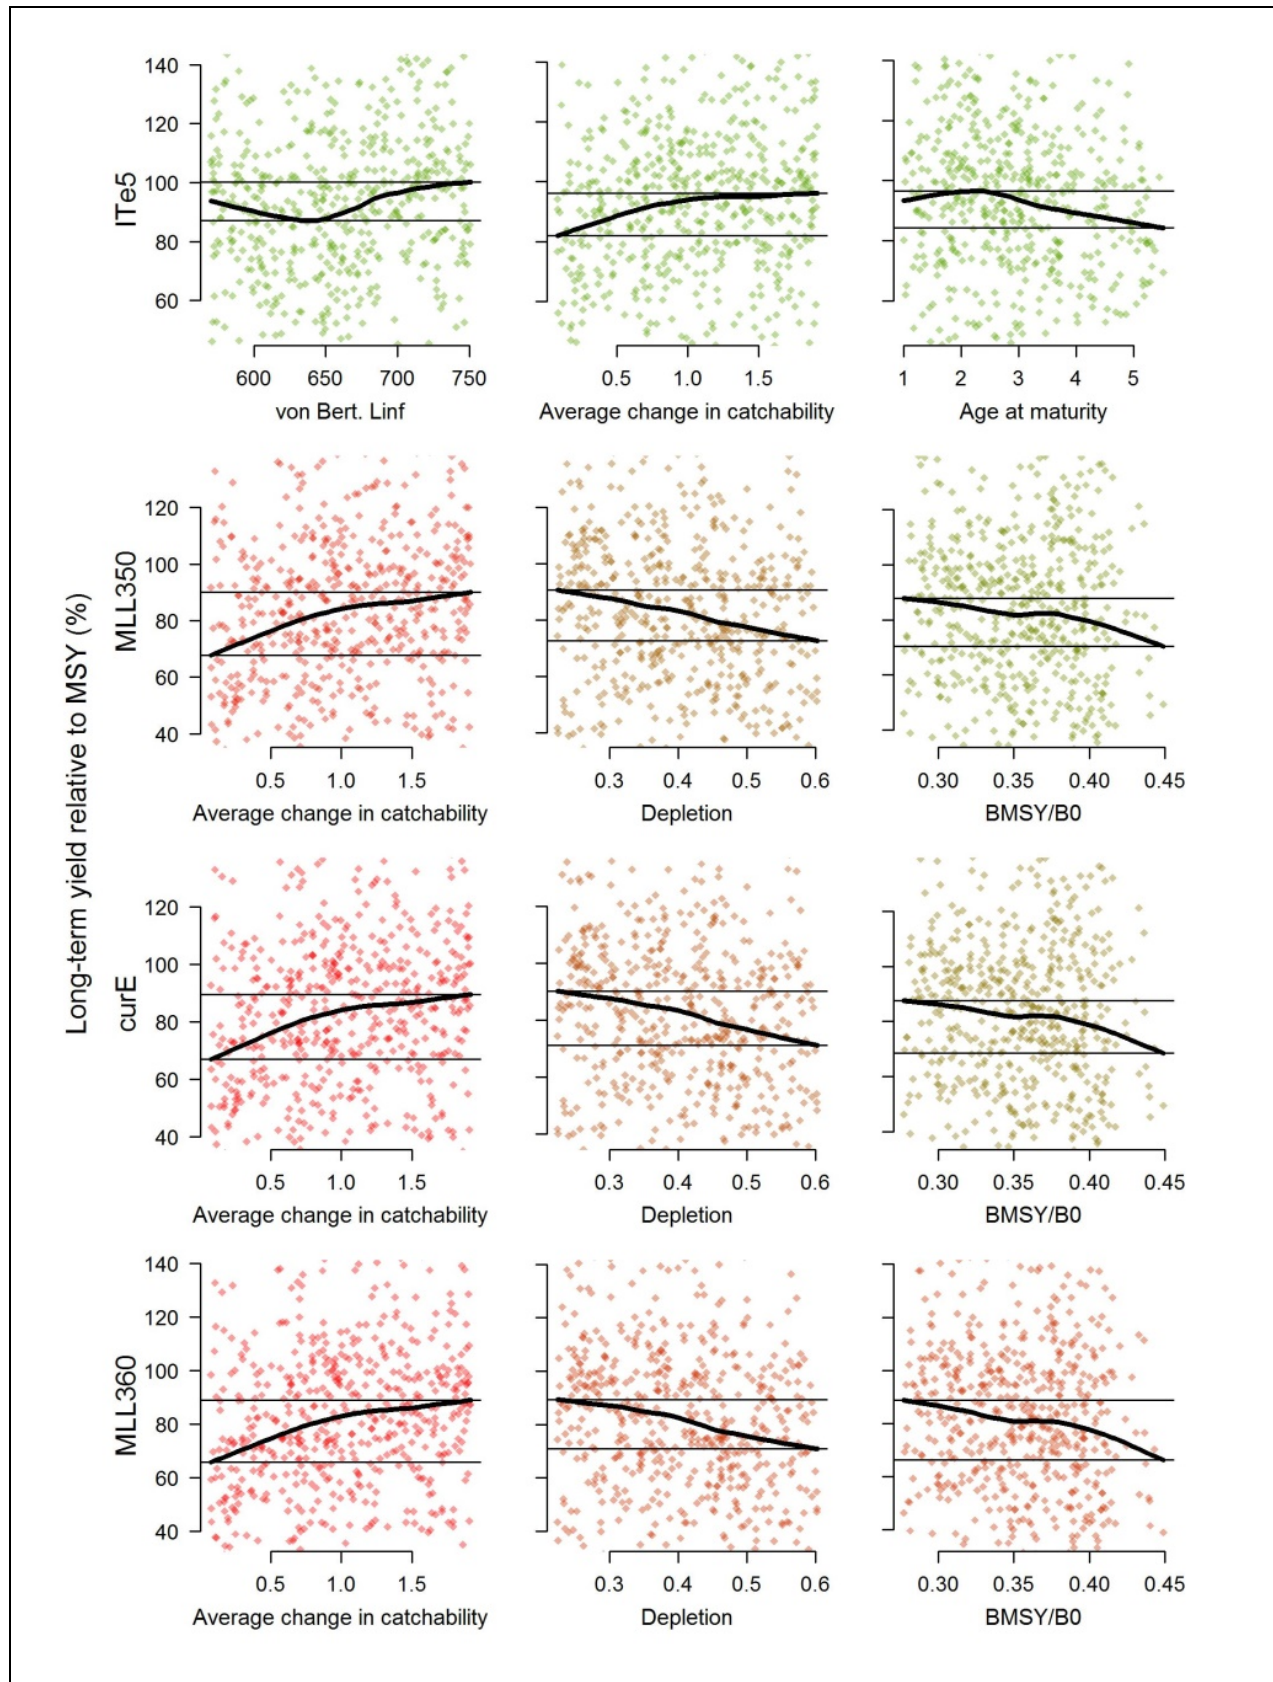 Long-term yield relative to MSY (%)
ITe5
140
120
100
80
60
600 650 700 750
von Bert. Linf
0.5 1.0 1.5
Average change in catchability
1 2 3 4 5
Age at maturity
MLL350
120
100
80
60
40
0.5 1.0 1.5
Average change in catchability
0.3 0.4 0.5 0.6
Depletion
0.30 0.35 0.40 0.45
BMSY/B0
curE
120
100
80
60
40
0.5 1.0 1.5
Average change in catchability
0.3 0.4 0.5 0.6
Depletion
0.30 0.35 0.40 0.45
BMSY/B0
MLL360
140
120
100
80
60
40
0.5 1.0 1.5
Average change in catchability
0.3 0.4 0.5 0.6
Depletion
0.30 0.35 0.40 0.45
BMSY/B0